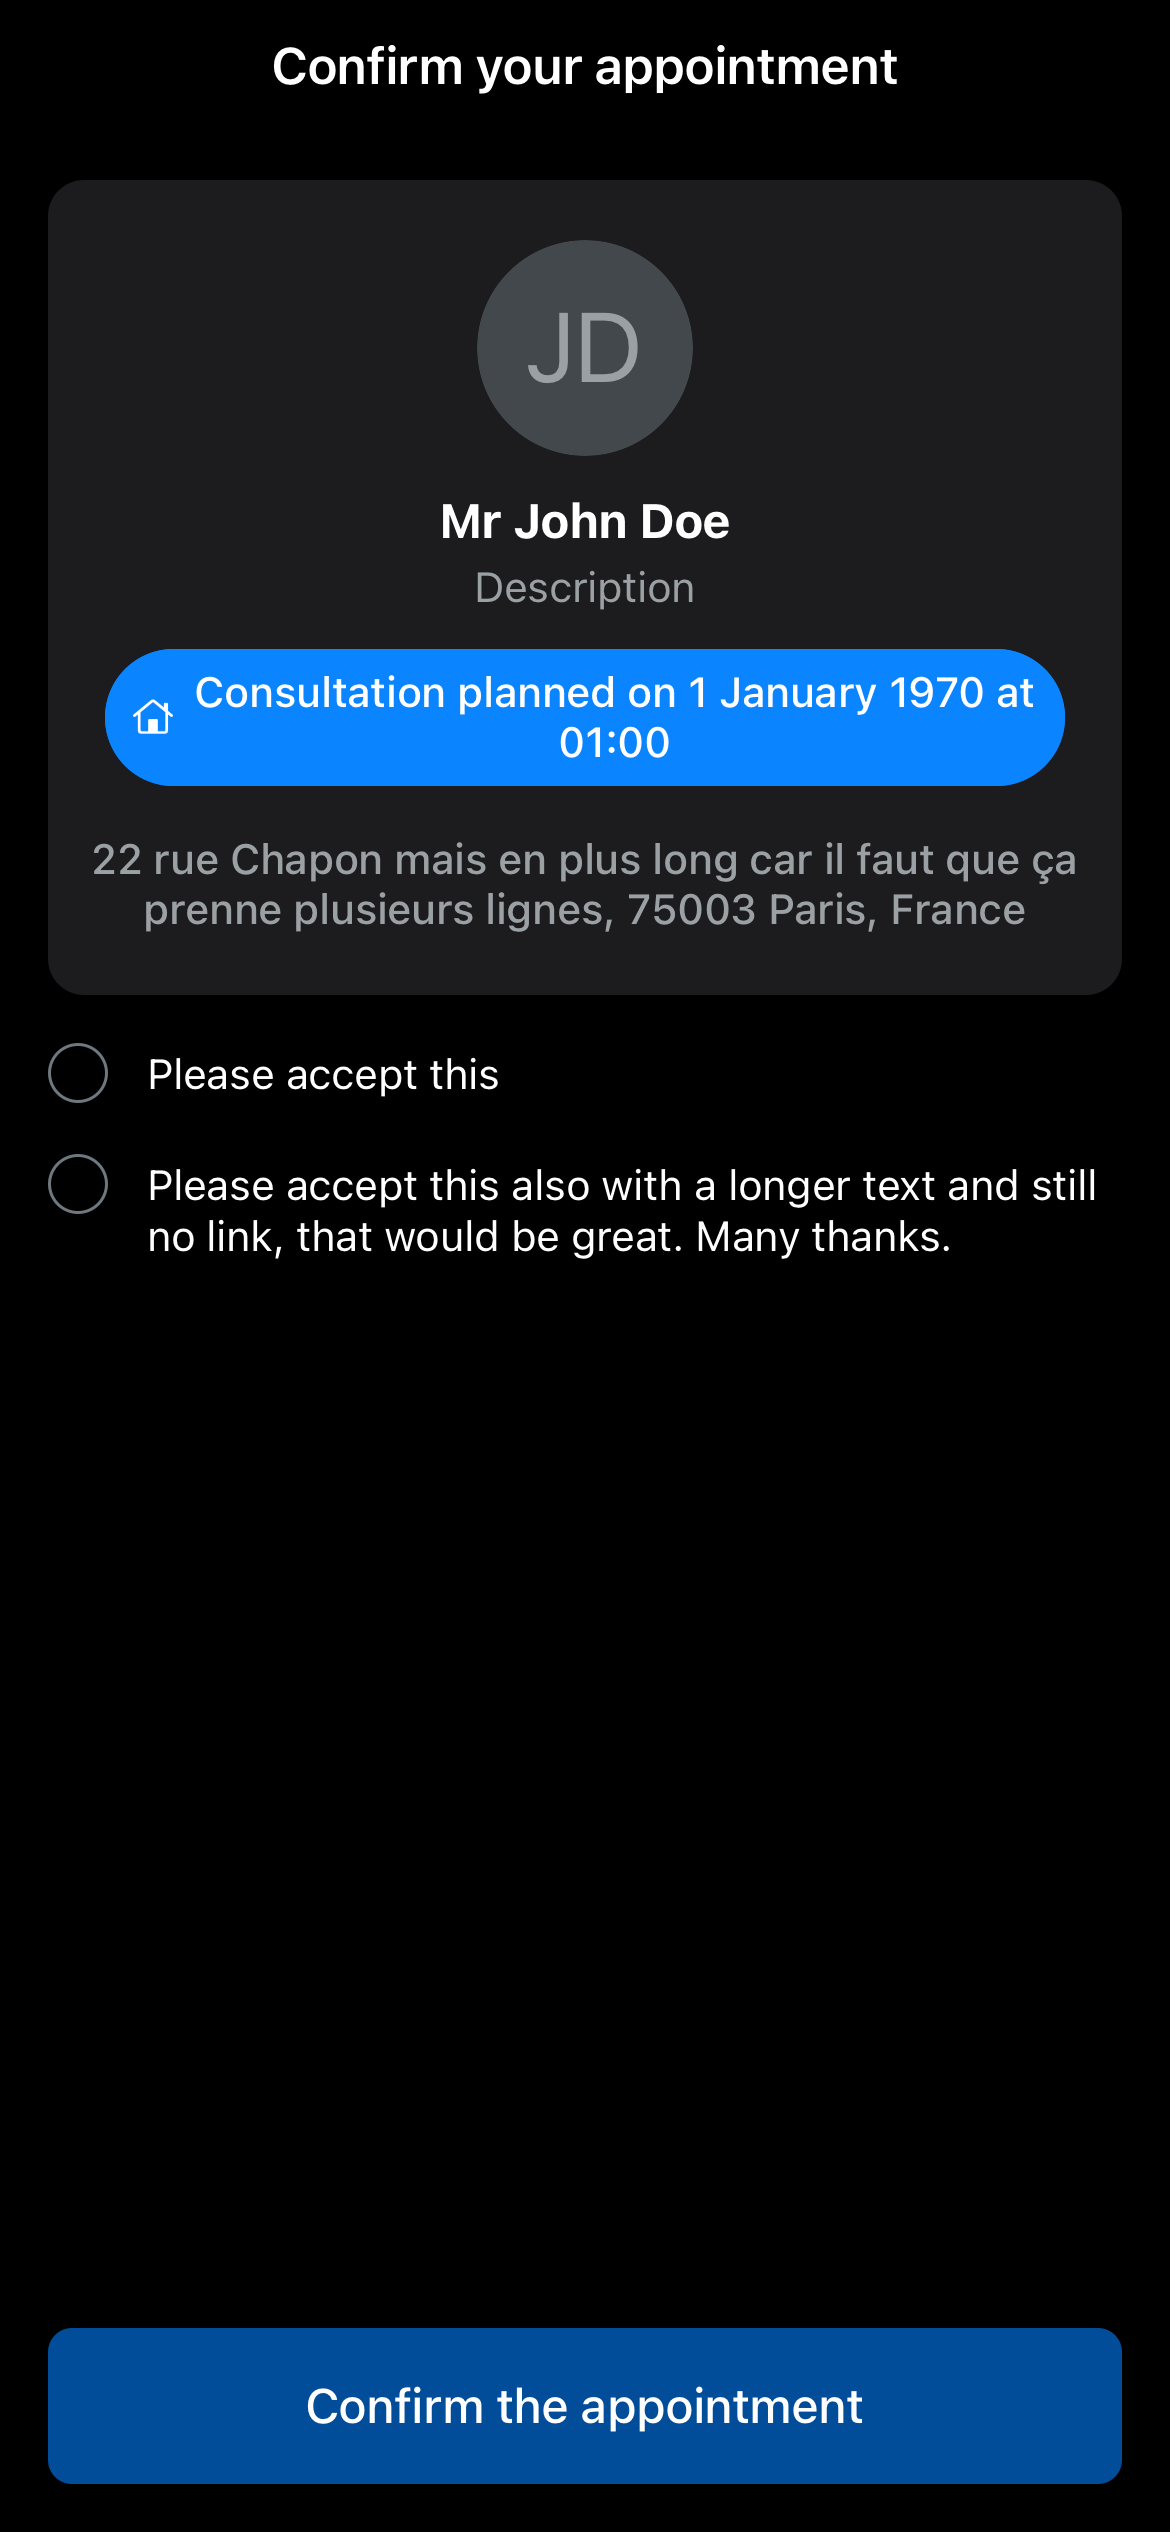 Confirm your appointment
JD
Mr John Doe
Description
Consultation planned on 1 January 1970 at
01:00
22 rue Chapon mais en plus long car il faut que ça
prenne plusieurs lignes, 75003 Paris, France
Please accept this
Please accept this also with a longer text and still
no link, that would be great. Many thanks.
Confirm the appointment